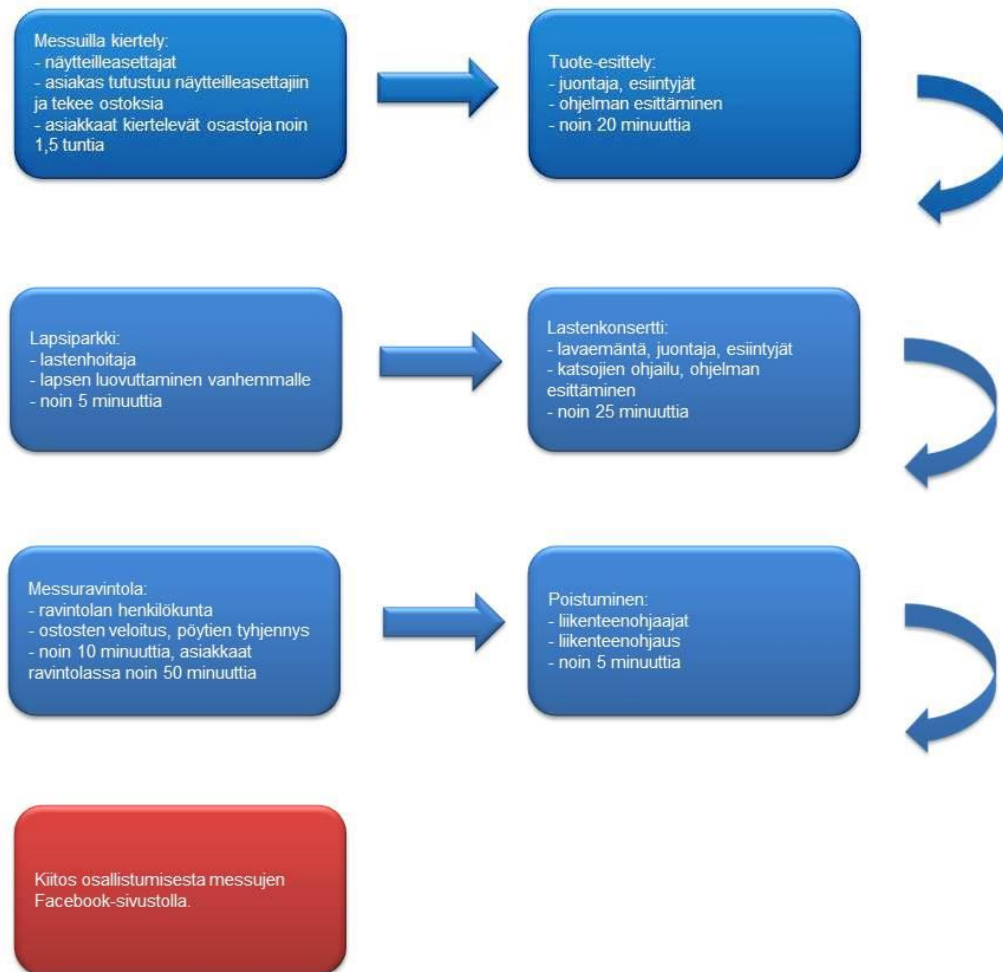 Messuilla kiertely:
- näytteilleasettajat
- asiakas tutustuu näytteilleasettajiin
ja tekee ostoksia
- asiakkaat kiertelevät osastoja noin
1,5 tuntia
Tuote-esittely:
- juontaja, esiintyjät
- ohjelman esittäminen
- noin 20 minuuttia
Lapsiparkki:
- lastenhoitaja
- lapsen luovuttaminen vanhemmalle
- noin 5 minuuttia
Lastenkonsertti:
- lavaemäntä, juontaja, esiintyjät
- katsojien ohjailu, ohjelman
esittäminen
- noin 25 minuuttia
Messuravintola:
- ravintolan henkilökunta
- ostosten veloitus, pöytien tyhjennys
- noin 10 minuuttia, asiakkaat
ravintolassa noin 50 minuuttia
Poistuminen:
- liikenteenohjaajat
- liikenteenohjaus
- noin 5 minuuttia
Kiitos osallistumisesta messujen
Facebook-sivustolla.